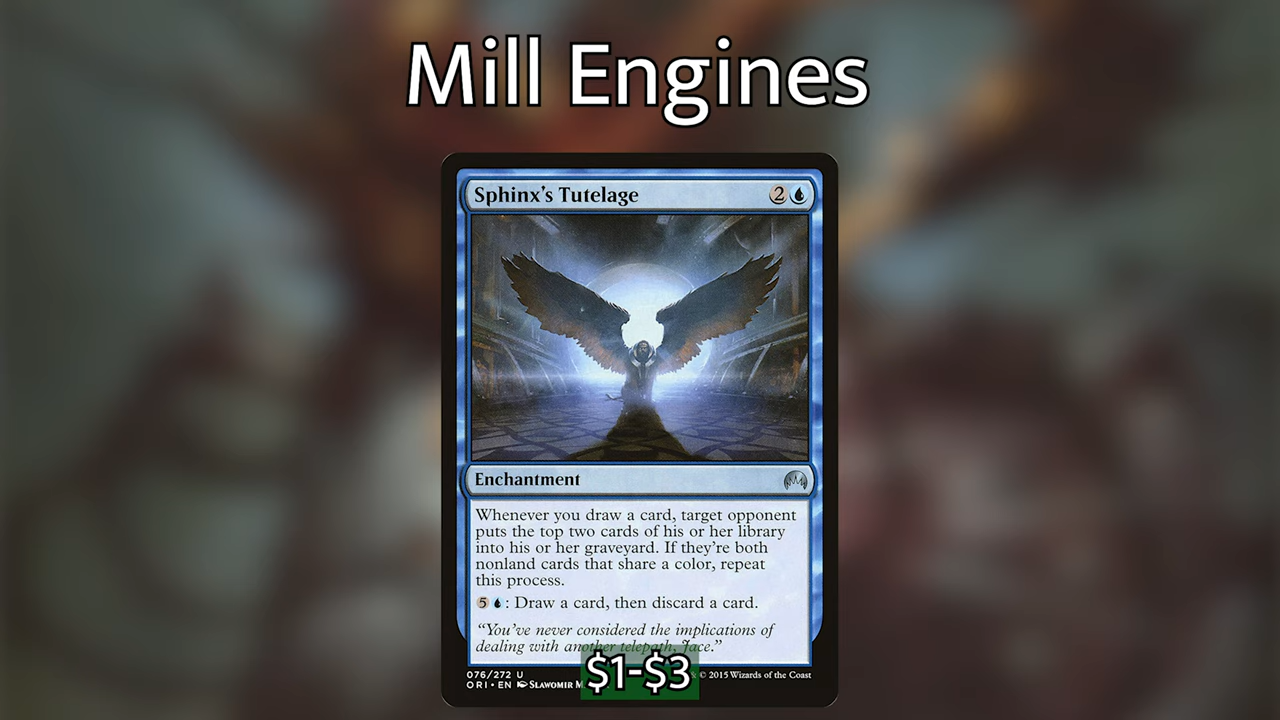 Mill Engines
Sphinx's Tutelage 2
Enchantment
Whenever you draw a card, target opponent
puts the top two cards of his or her library
into his or her graveyard. If they're both
nonland cards that share a color, repeat
this process.
5 : Draw a card, then discard a card.
"You've never considered the implications of
dealing with another telepath, Jace."
076/272 U
ORI • EN SLAWOMIR M
& © 2015 Wizards of the Coast
$1-$3